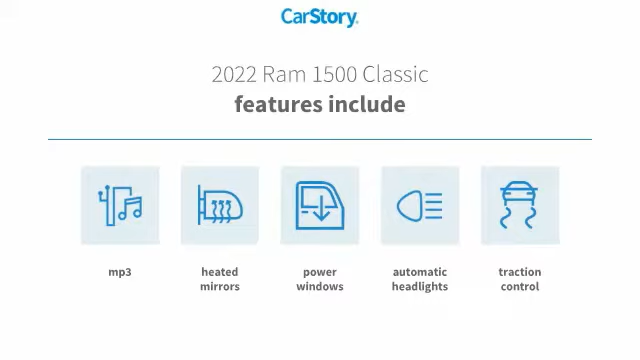 CarStory.
2022 Ram 1500 Classic
features include
mp3
heated
mirrors
power
windows
automatic
headlights
traction
control